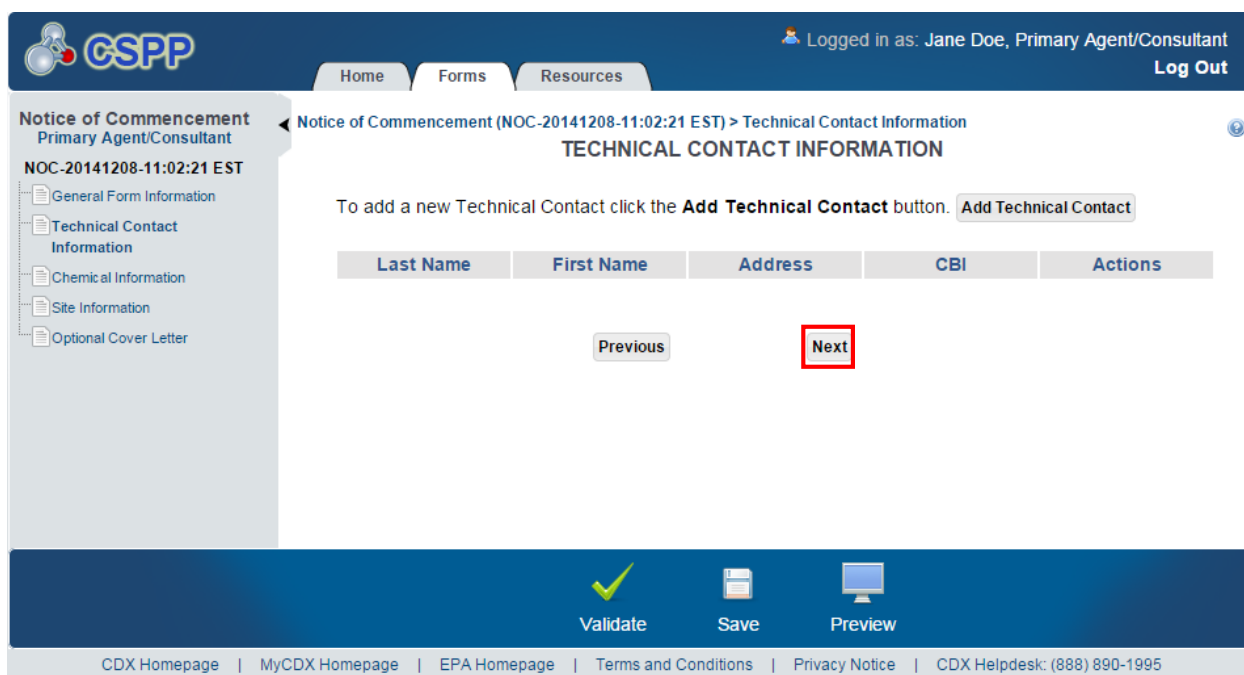 CSPP
Logged in as: Jane Doe, Primary Agent/Consultant
Log Out
Home Forms Resources
Notice of Commencement
Primary Agent/Consultant
NOC-20141208-11:02:21 EST
General Form Information
Technical Contact
Information
Chemical Information
Site Information
Optional Cover Letter
Notice of Commencement (NOC-20141208-11:02:21 EST) > Technical Contact Information
TECHNICAL CONTACT INFORMATION
To add a new Technical Contact click the Add Technical Contact button. Add Technical Contact
Last Name First Name Address CBI Actions
Previous Next
Validate Save Preview
CDX Homepage | MyCDX Homepage | EPA Homepage | Terms and Conditions | Privacy Notice | CDX Helpdesk: (888) 890-1995